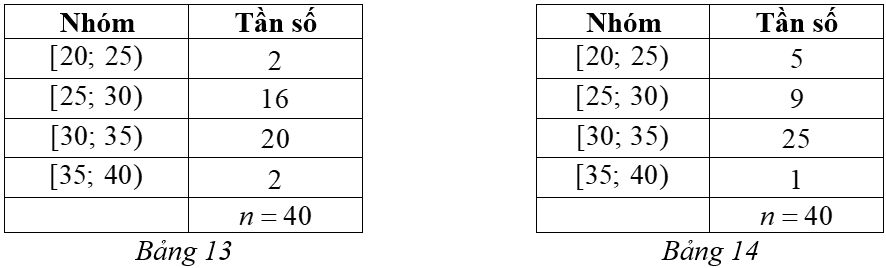 Nhóm Tần số
[20; 25) 2
[25; 30) 16
[30; 35) 20
[35; 40) 2
n = 40
Bảng 13
Nhóm Tần số
[20; 25) 5
[25; 30) 9
[30; 35) 25
[35; 40) 1
n = 40
Bảng 14